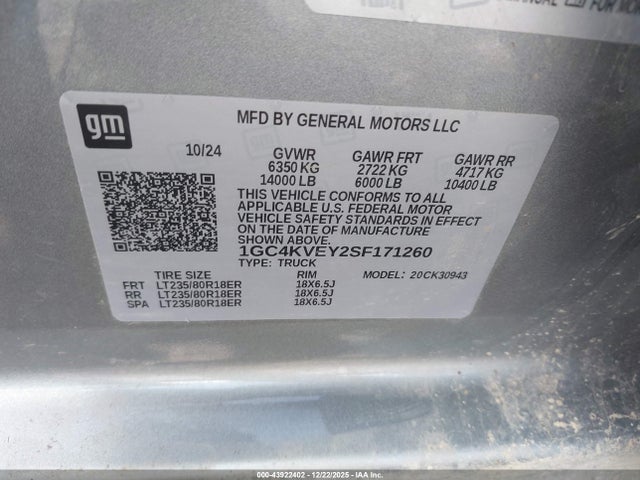 MANUAL FOR MORE
gm
MFD BY GENERAL MOTORS LLC
10/24
GVWR GAWR FRT GAWR RR
6350 KG 2722 KG 4717 KG
14000 LB 6000 LB 10400 LB
THIS VEHICLE CONFORMS TO ALL
APPLICABLE U.S. FEDERAL MOTOR
VEHICLE SAFETY STANDARDS IN EFFECT
ON THE DATE OF MANUFACTURE
SHOWN ABOVE.
1GC4KVEY2SF171260
TYPE: TRUCK
TIRE SIZE RIM MODEL: 20CK30943
FRT LT235/80R18ER 18X6.5J
RR LT235/80R18ER 18X6.5J
SPA LT235/80R18ER 18X6.5J
000-43922402 - 12/22/2025 - IAA Inc.